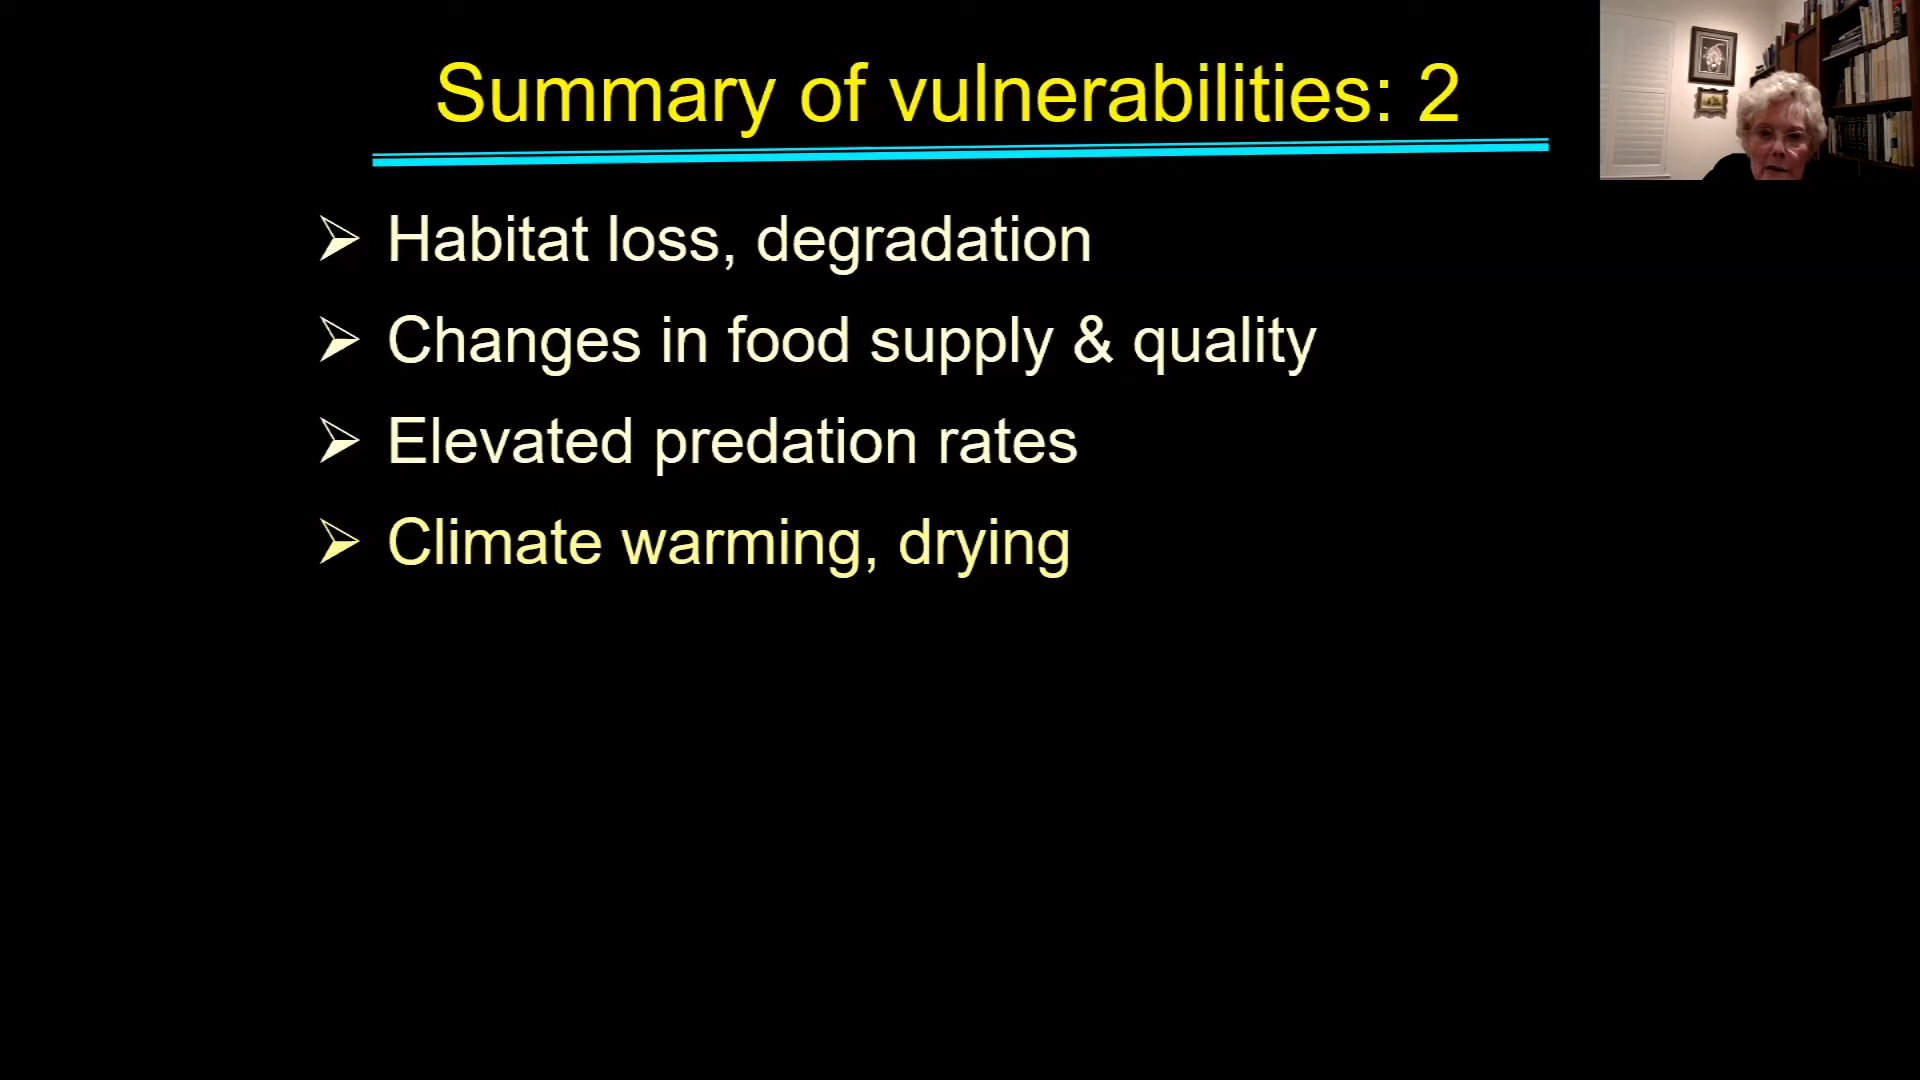 Summary of vulnerabilities: 2
Habitat loss, degradation
Changes in food supply & quality
Elevated predation rates
Climate warming, drying